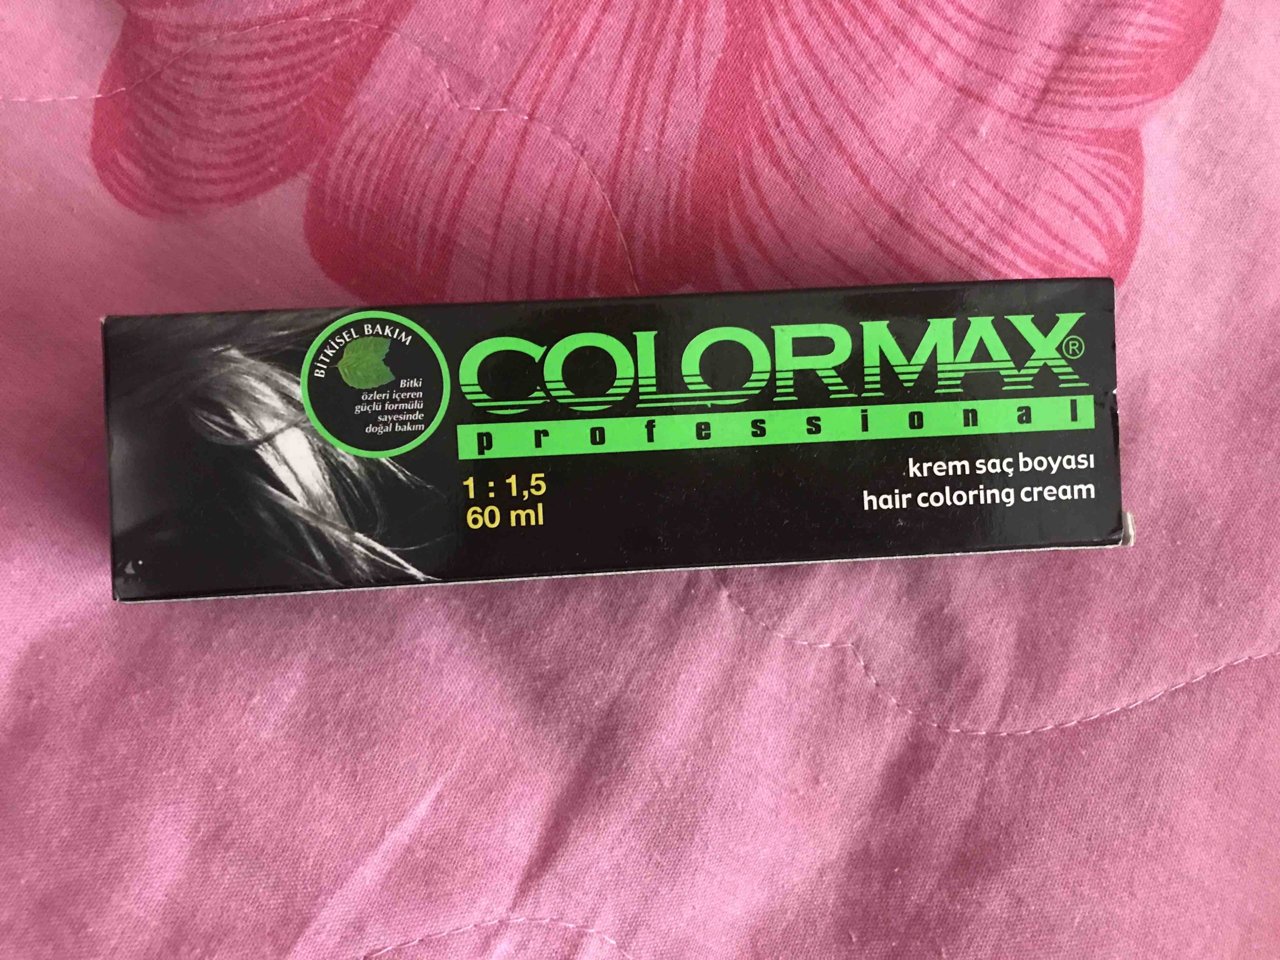 BİTKİSEL BAKIM
Bitki
özleri içeren
güçlü formülü
sayesinde
doğal bakım
COLORMAX®
professional
1 : 1,5
60 ml
krem saç boyası
hair coloring cream